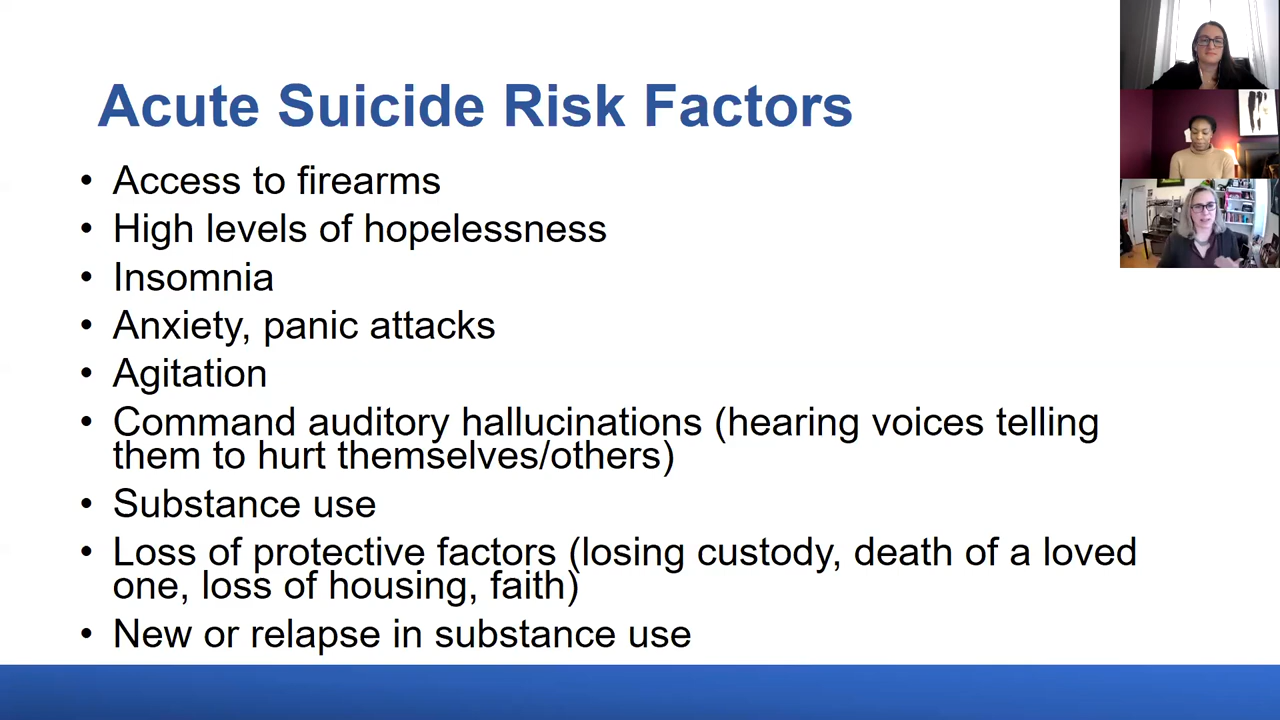 Acute Suicide Risk Factors
• Access to firearms
• High levels of hopelessness
• Insomnia
• Anxiety, panic attacks
• Agitation
• Command auditory hallucinations (hearing voices telling
them to hurt themselves/others)
• Substance use
• Loss of protective factors (losing custody, death of a loved
one, loss of housing, faith)
• New or relapse in substance use